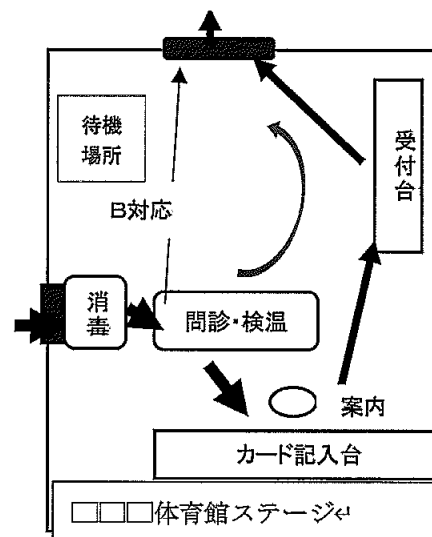 待機
場所
受付台
B対応
消毒
問診・検温
案内
カード記入台
□□□体育館ステージ↵